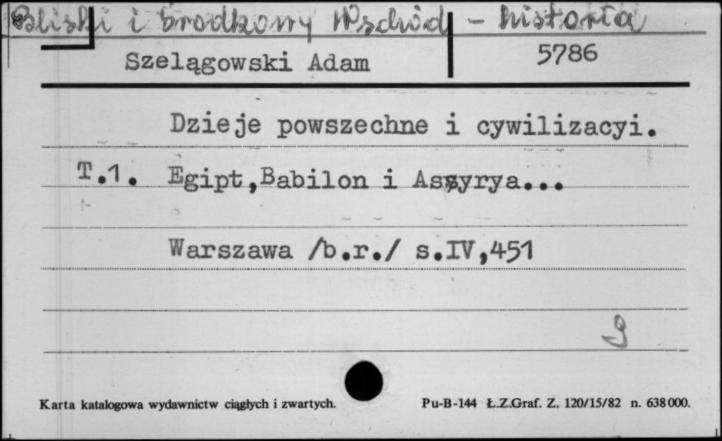 Bliski i Środkowy Wschód - historia
Szelągowski Adam 5786
Dzieje powszechne i cywilizacyi.
T.1. Egipt,Babilon i Assyrya...
Warszawa /b.r./ s.IV,451
Karta katalogowa wydawnictw ciągłych i zwartych. Pu-B-144 Ł.Z.Graf. Z. 120/15/82 n. 638 000.